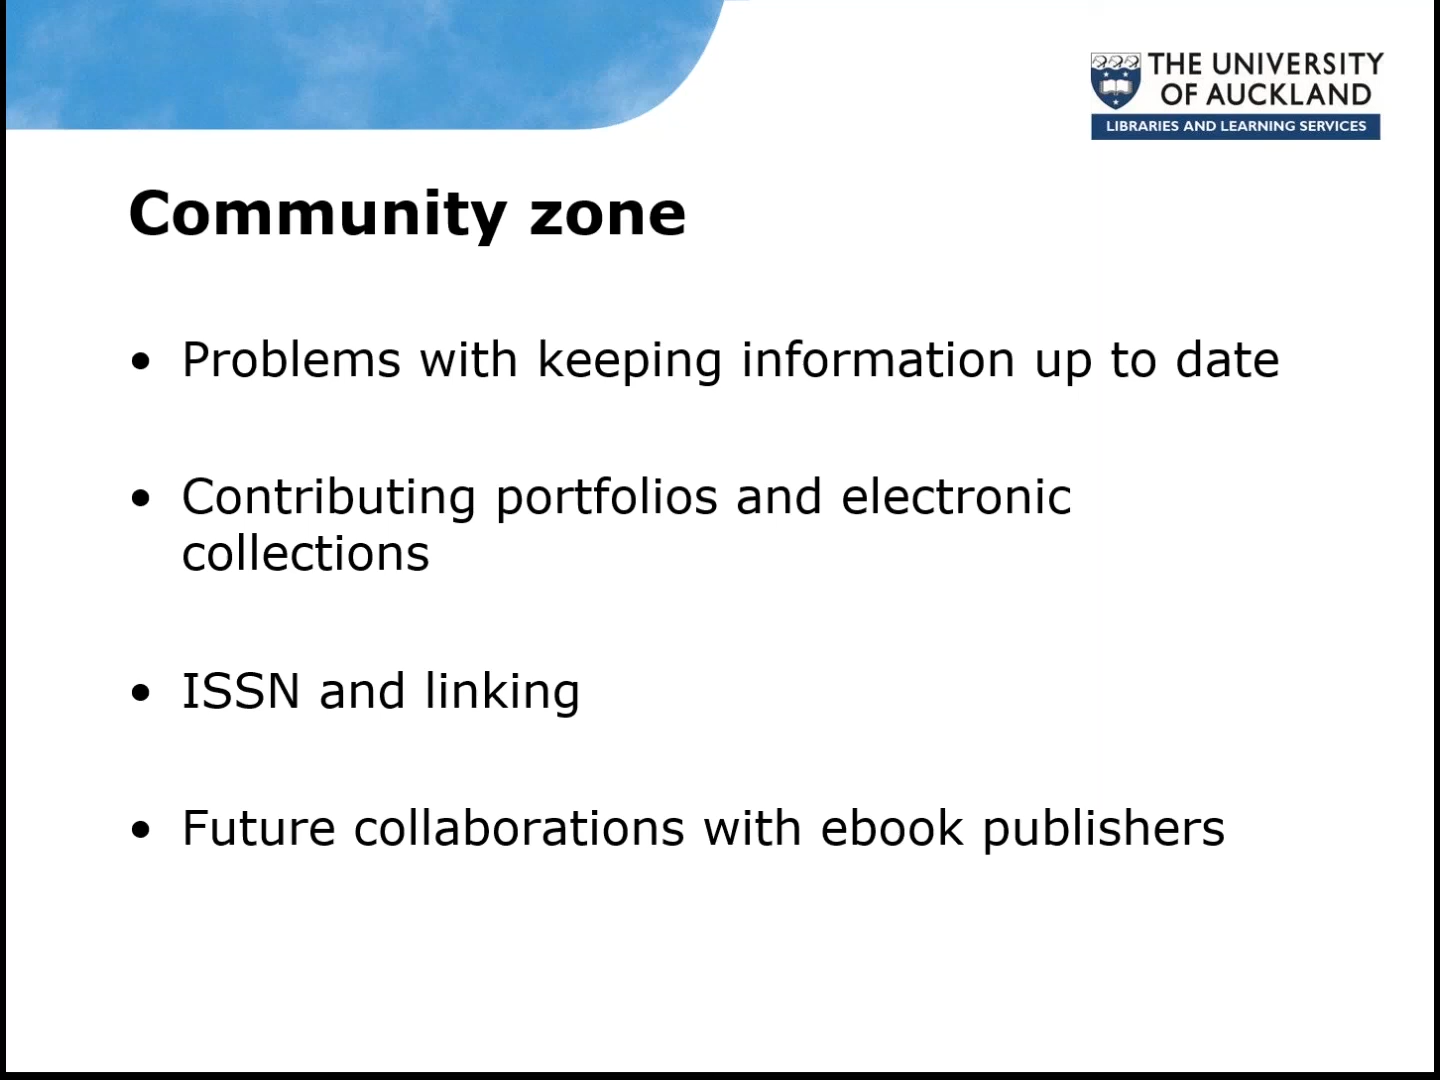 THE UNIVERSITY
OF AUCKLAND
LIBRARIES AND LEARNING SERVICES
Community zone
• Problems with keeping information up to date
• Contributing portfolios and electronic
collections
• ISSN and linking
• Future collaborations with ebook publishers